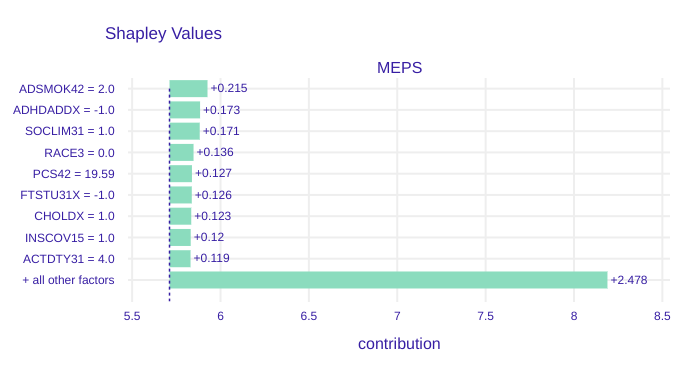 Shapley Values
MEPS
ADSMOK42 = 2.0 +0.215
ADHDADDX = -1.0 +0.173
SOCLIM31 = 1.0 +0.171
RACE3 = 0.0 +0.136
PCS42 = 19.59 +0.127
FTSTU31X = -1.0 +0.126
CHOLDX = 1.0 +0.123
INSCOV15 = 1.0 +0.12
ACTDTY31 = 4.0 +0.119
+ all other factors +2.478
5.5 6 6.5 7 7.5 8 8.5
contribution